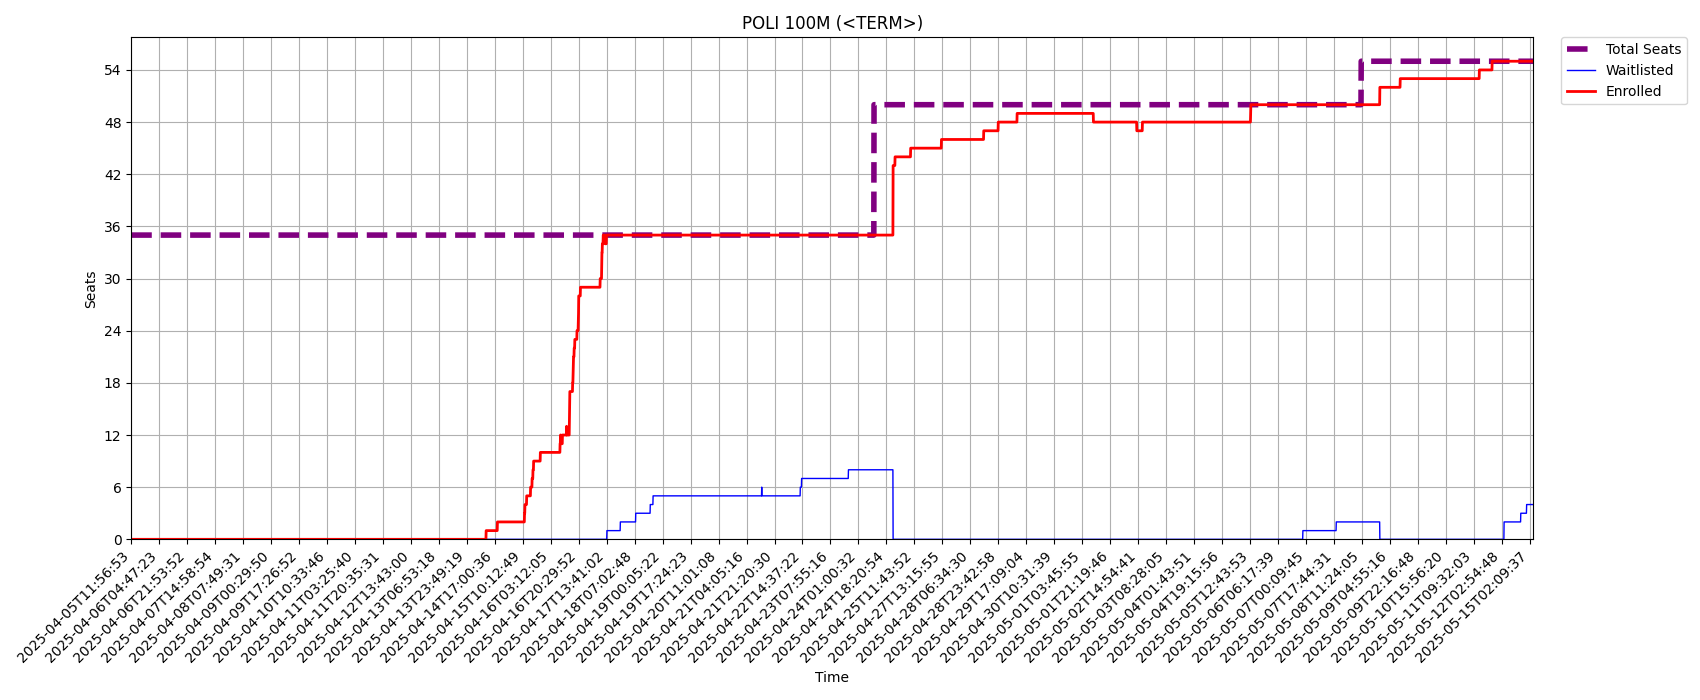 POLI 100M (<TERM>)
Total Seats
Waitlisted
Enrolled
54
48
42
36
30
24
18
12
6
0
Seats
2025-04-05T11:56:53
2025-04-06T04:47:23
2025-04-06T21:53:52
2025-04-07T14:58:54
2025-04-08T07:49:31
2025-04-09T00:29:50
2025-04-09T17:26:52
2025-04-10T10:33:46
2025-04-11T03:25:40
2025-04-11T20:35:31
2025-04-12T13:43:00
2025-04-13T06:53:18
2025-04-13T23:49:19
2025-04-14T17:00:36
2025-04-15T10:12:49
2025-04-16T03:12:05
2025-04-16T20:29:52
2025-04-17T13:41:02
2025-04-18T07:02:48
2025-04-19T00:05:22
2025-04-19T17:24:23
2025-04-20T11:01:08
2025-04-21T04:05:16
2025-04-21T21:20:30
2025-04-22T14:37:22
2025-04-23T07:55:16
2025-04-24T01:00:32
2025-04-24T18:20:54
2025-04-25T11:43:52
2025-04-27T13:15:55
2025-04-28T06:34:30
2025-04-28T23:42:58
2025-04-29T17:09:04
2025-04-30T10:31:39
2025-05-01T03:45:55
2025-05-01T21:19:46
2025-05-02T14:54:41
2025-05-03T08:28:05
2025-05-04T01:43:51
2025-05-04T19:15:56
2025-05-05T12:43:53
2025-05-06T06:17:39
2025-05-07T00:09:45
2025-05-07T17:44:31
2025-05-08T11:24:05
2025-05-09T04:55:16
2025-05-09T22:16:48
2025-05-10T15:56:20
2025-05-11T09:32:03
2025-05-12T02:54:48
2025-05-15T02:09:37
Time